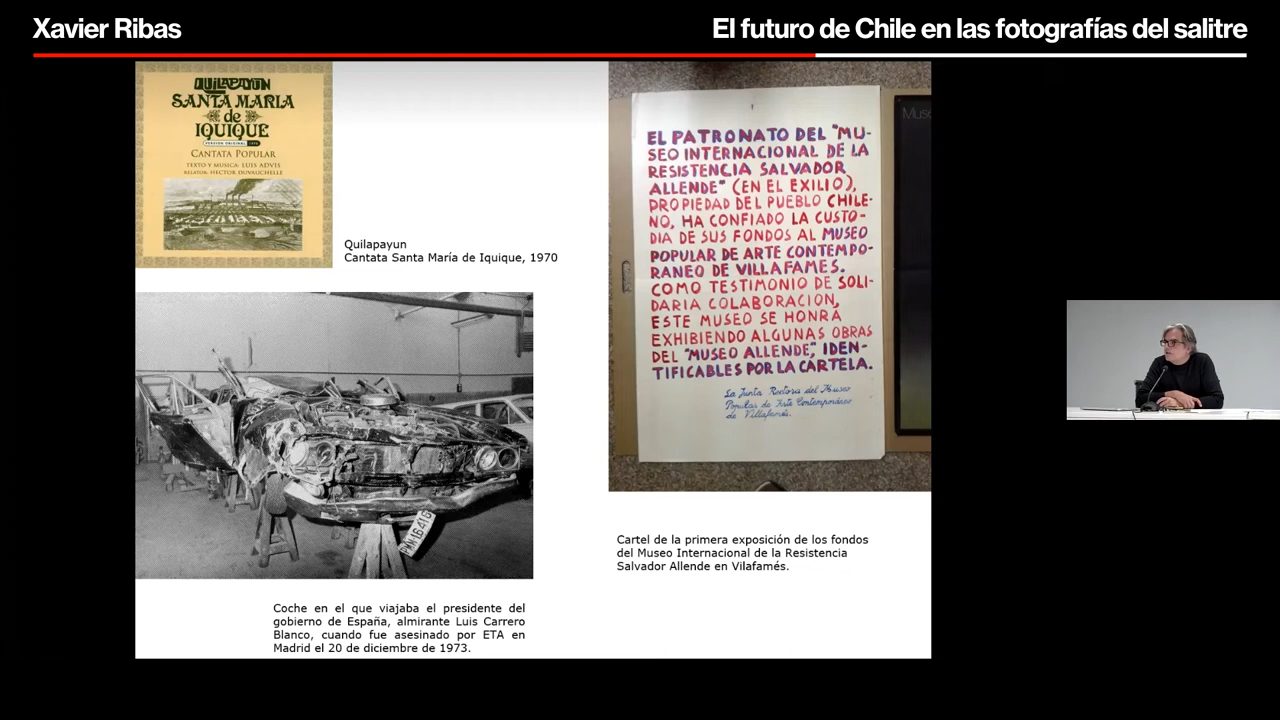 Xavier Ribas
El futuro de Chile en las fotografías del salitre
QUILAPAYUN
SANTA MARIA
de
IQUIQUE
CANTATA POPULAR
TEXTO Y MUSICA: LUIS ADVIS
RELATOR: HECTOR DUVAUCHELLE
Quilapayun
Cantata Santa María de Iquique, 1970
EL PATRONATO DEL "MU-
SEO INTERNACIONAL DE LA
RESISTENCIA SALVADOR
ALLENDE" (EN EL EXILIO),
PROPIEDAD DEL PUEBLO CHILE-
NO, HA CONFIADO LA CUSTO-
DIA DE SUS FONDOS AL MUSEO
POPULAR DE ARTE CONTEMPO-
RANEO DE VILLAFAMES.
COMO TESTIMONIO DE SOLI-
DARIA COLABORACION,
ESTE MUSEO SE HONRA
EXHIBIENDO ALGUNAS OBRAS
DEL "MUSEO ALLENDE", IDEN-
TIFICABLES POR LA CARTELA.
La Junta Rectora del Museo
Popular de Arte Contemporáneo
de Villafamés.
Cartel de la primera exposición de los fondos
del Museo Internacional de la Resistencia
Salvador Allende en Vilafamés.
PMM-16416
Coche en el que viajaba el presidente del
gobierno de España, almirante Luis Carrero
Blanco, cuando fue asesinado por ETA en
Madrid el 20 de diciembre de 1973.